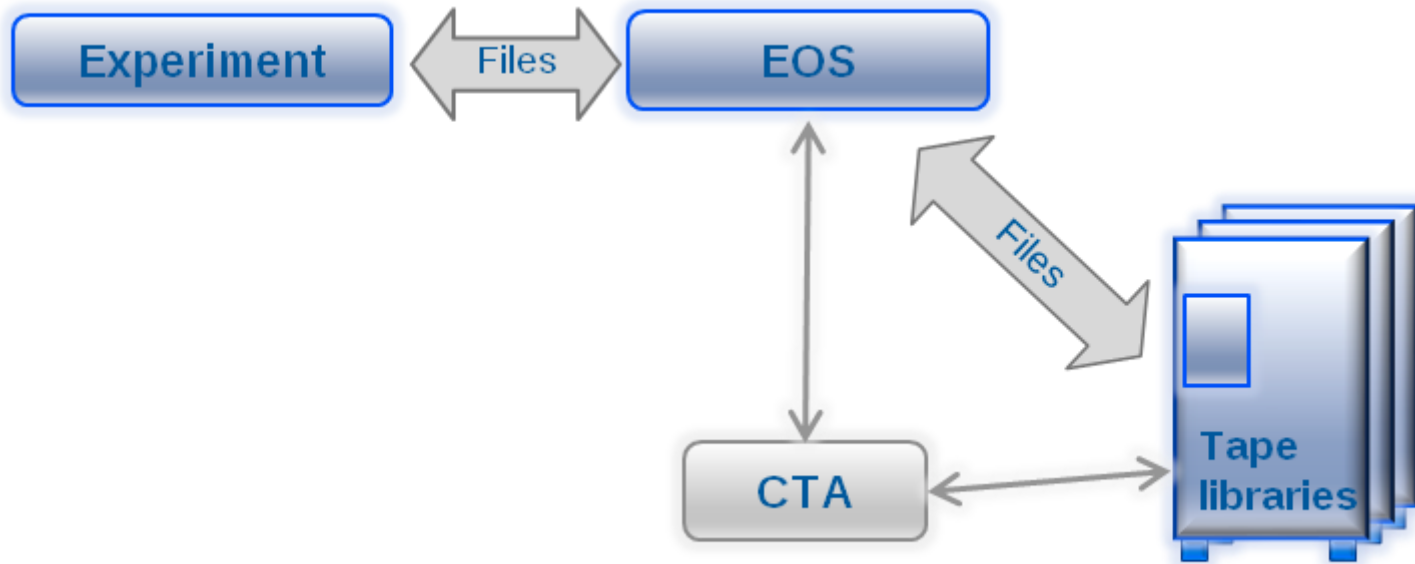 Experiment
Files
EOS
Files
Tape
libraries
CTA